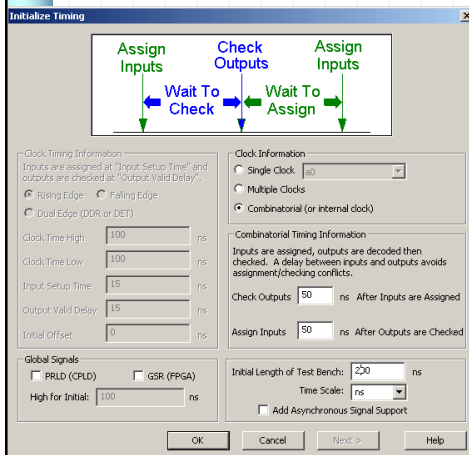 Initialize Timing
Assign Inputs
Check Outputs
Assign Inputs
Wait To Check
Wait To Assign
Clock Timing Information
Inputs are assigned at "Input Setup Time" and
outputs are checked at "Output Valid Delay".
Rising Edge
Falling Edge
Dual Edge (DDR or DET)
Clock Time High 100 ns
Clock Time Low 100 ns
Input Setup Time 15 ns
Output Valid Delay 15 ns
Initial Offset 0 ns
Global Signals
PRLD (CPLD)
GSR (FPGA)
High for Initial: 100 ns
Clock Information
Single Clock a0
Multiple Clocks
Combinatorial (or internal clock)
Combinatorial Timing Information
Inputs are assigned, outputs are decoded then
checked. A delay between inputs and outputs avoids
assignment/checking conflicts.
Check Outputs 50 ns After Inputs are Assigned
Assign Inputs 50 ns After Outputs are Checked
Initial Length of Test Bench: 200 ns
Time Scale: ns
Add Asynchronous Signal Support
OK
Cancel
Next >
Help